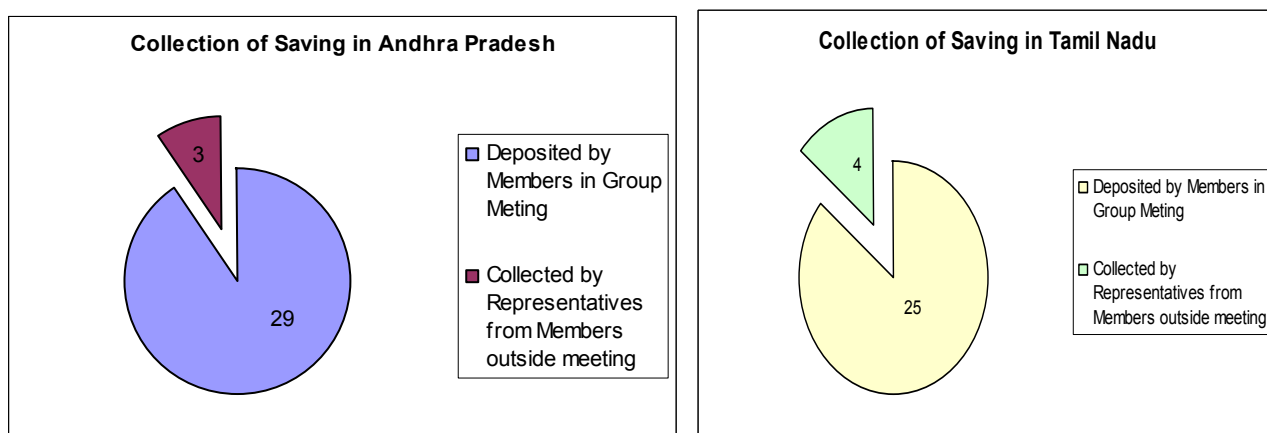 Collection of Saving in Andhra Pradesh
3
29
Deposited by
Members in Group
Meting
Collected by
Representatives
from Members
outside meeting
Collection of Saving in Tamil Nadu
4
25
Deposited by Members in
Group Meting
Collected by
Representatives from
Members outside meeting